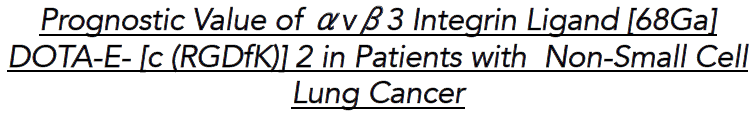 Prognostic Value of αvβ3 Integrin Ligand [68Ga]
DOTA-E- [c (RGDfK)] 2 in Patients with Non-Small Cell
Lung Cancer